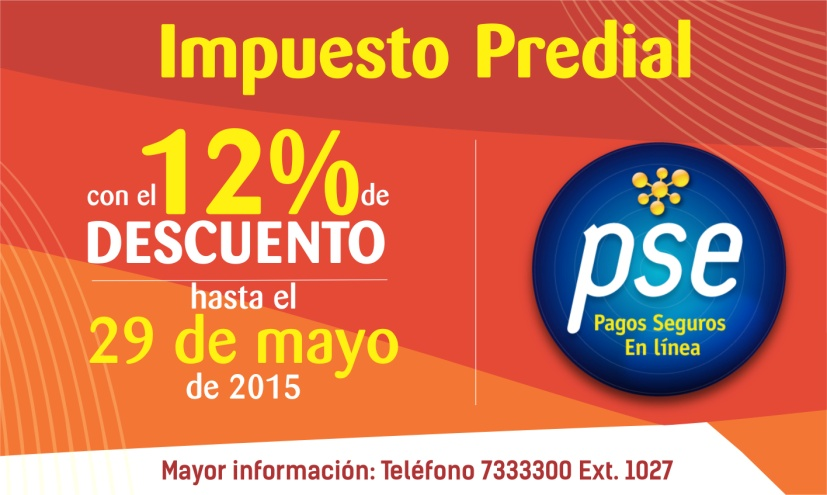 Impuesto Predial
con el 12% de
DESCUENTO
hasta el
29 de mayo
de 2015
pse
Pagos Seguros
En línea
Mayor información: Teléfono 7333300 Ext. 1027